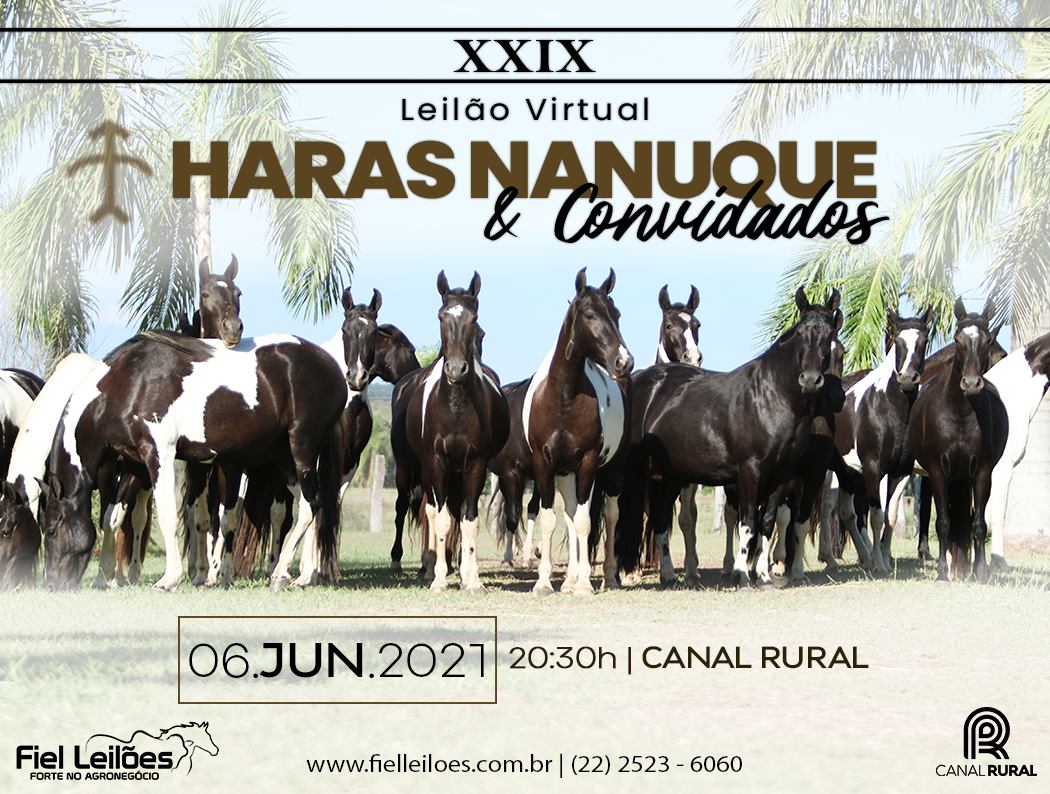 XXIX
Leilão Virtual
HARAS NANUQUE
& Convidados
06.JUN.2021 20:30h | CANAL RURAL
Fiel Leilões
FORTE NO AGRONEGÓCIO
www.fielleiloes.com.br | (22) 2523 - 6060
CANAL RURAL